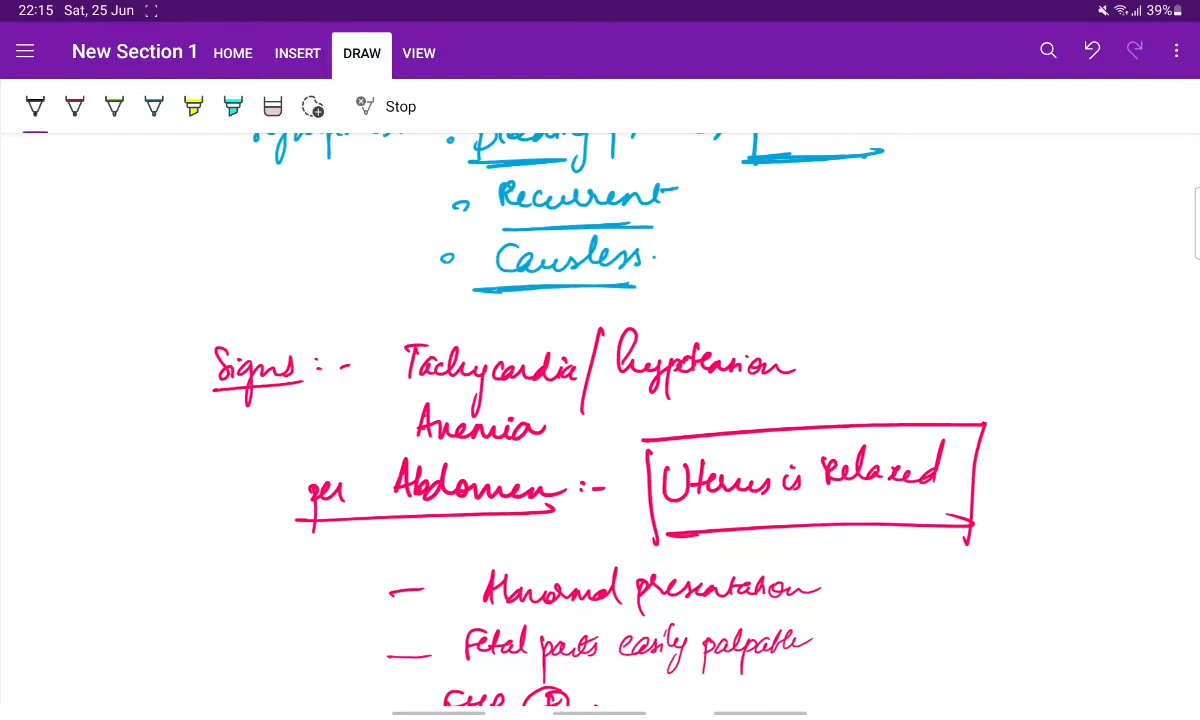 22:15 Sat, 25 Jun 39%
New Section 1 HOME INSERT DRAW VIEW
Stop
Recurrent
Causless.
Signs :- Tachycardia / hypotension
Anemia
per Abdomen :- Uterus is Relaxed
- Abnormal presentation
- Fetal parts easily palpable